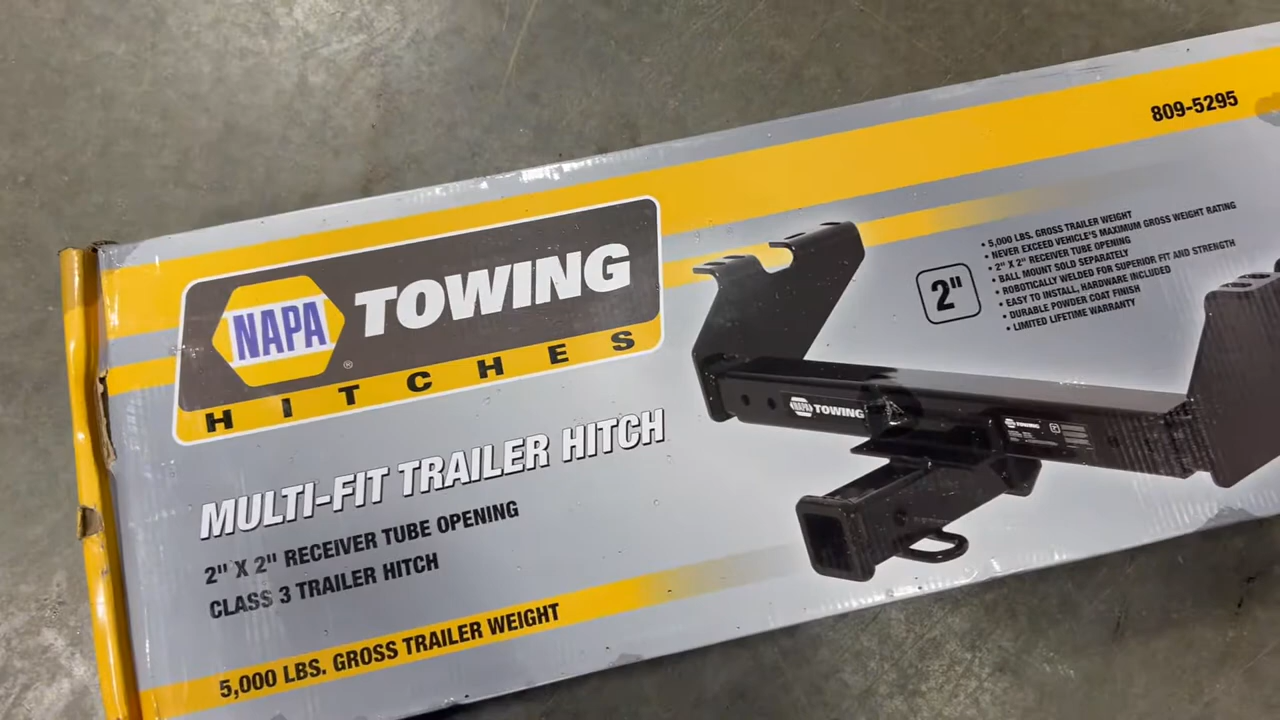 809-5295
NAPA
TOWING
®
HITCHES
MULTI-FIT TRAILER HITCH
2" X 2" RECEIVER TUBE OPENING
CLASS 3 TRAILER HITCH
5,000 LBS. GROSS TRAILER WEIGHT
2"
• 5,000 LBS. GROSS TRAILER WEIGHT
• NEVER EXCEED VEHICLE'S MAXIMUM GROSS WEIGHT RATING
• 2" X 2" RECEIVER TUBE OPENING
• BALL MOUNT SOLD SEPARATELY
• ROBOTICALLY WELDED FOR SUPERIOR FIT AND STRENGTH
• EASY TO INSTALL, HARDWARE INCLUDED
• DURABLE POWDER COAT FINISH
• LIMITED LIFETIME WARRANTY
NAPA TOWING
TOWING